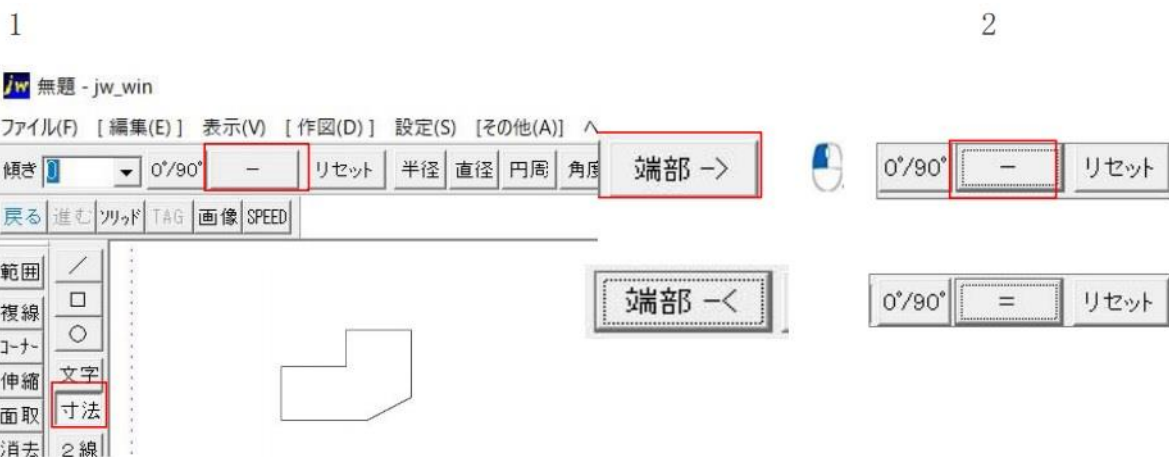 1 2
jw 無題 - jw_win
ファイル(F) [ 編集(E) ] 表示(V) [ 作図(D) ] 設定(S) [その他(A)] ヘ
傾き 0 0°/90° － リセット 半径 直径 円周 角度 端部 -> 0°/90° － リセット
戻る 進む ソリッド TAG 画像 SPEED
範囲 ／
複線 □
コーナー ○
端部 -< 0°/90° ＝ リセット
伸縮 文字
面取 寸法
消去 2線